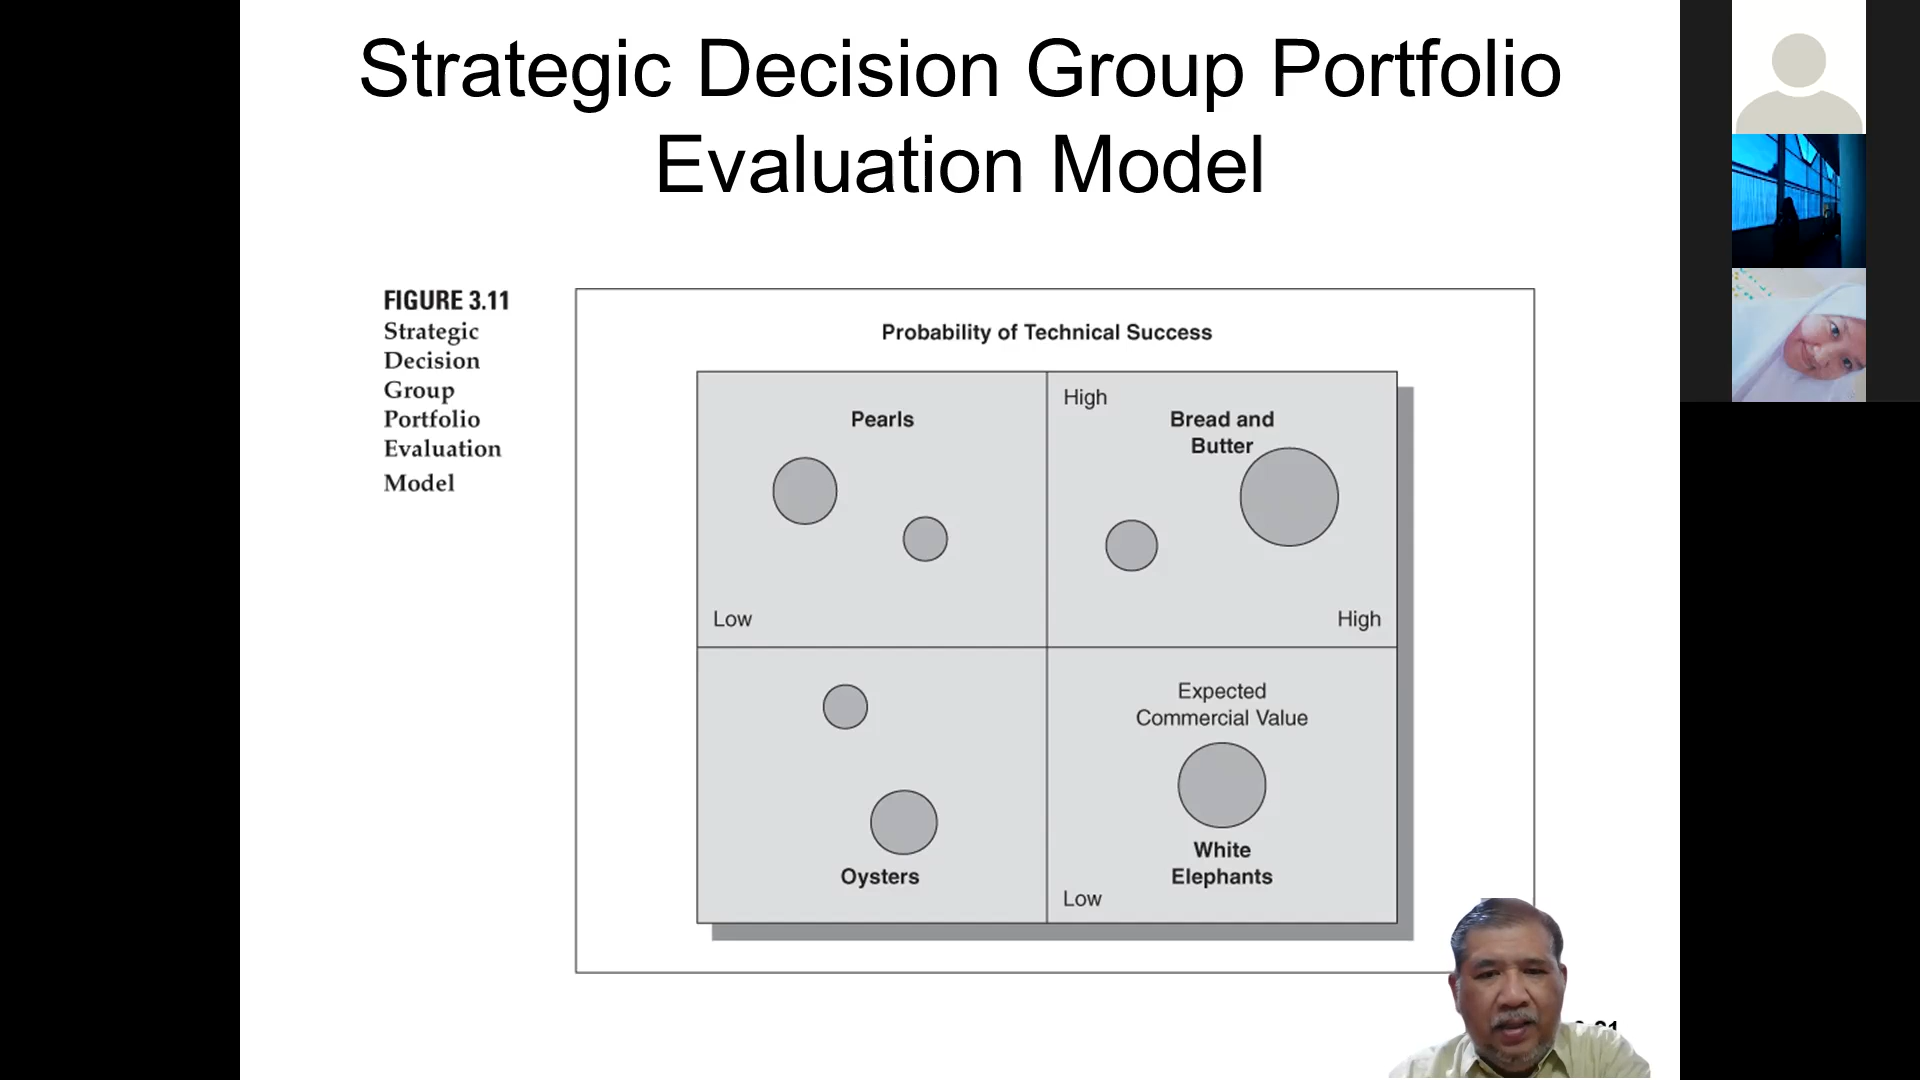 Strategic Decision Group Portfolio
Evaluation Model
FIGURE 3.11
Strategic
Decision
Group
Portfolio
Evaluation
Model
Probability of Technical Success
High
Pearls
Bread and
Butter
Low
High
Expected
Commercial Value
White
Elephants
Oysters
Low